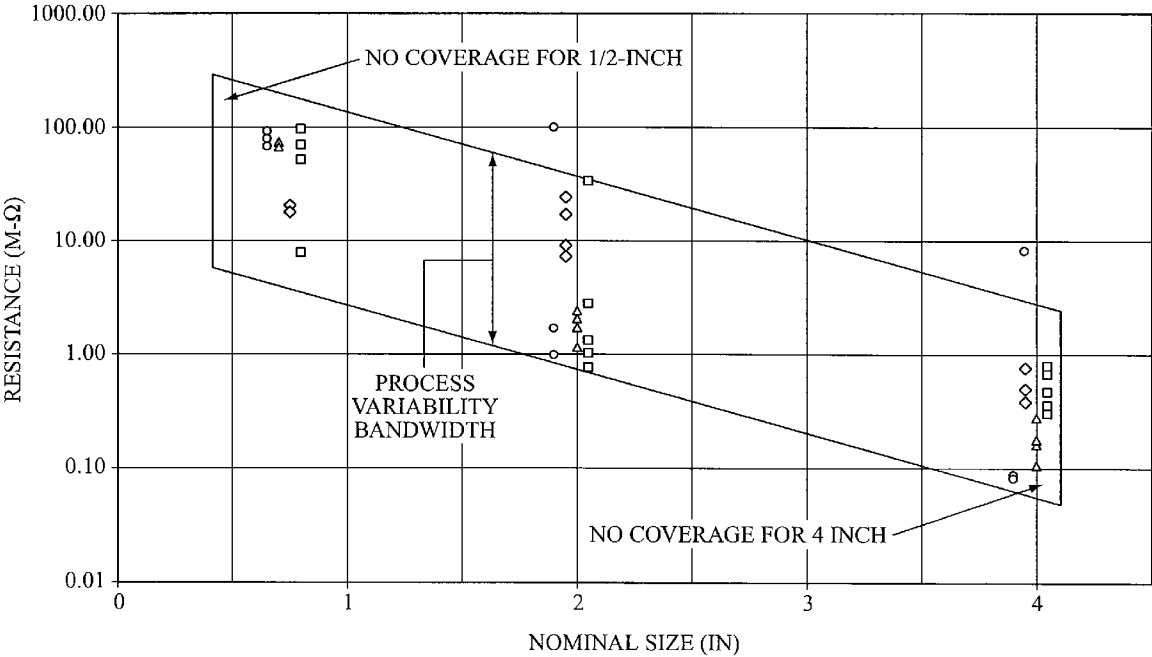 1000.00
100.00
10.00
1.00
0.10
0.01
RESISTANCE (M-Ω)
NO COVERAGE FOR 1/2-INCH
PROCESS
VARIABILITY
BANDWIDTH
NO COVERAGE FOR 4 INCH
0 1 2 3 4
NOMINAL SIZE (IN)